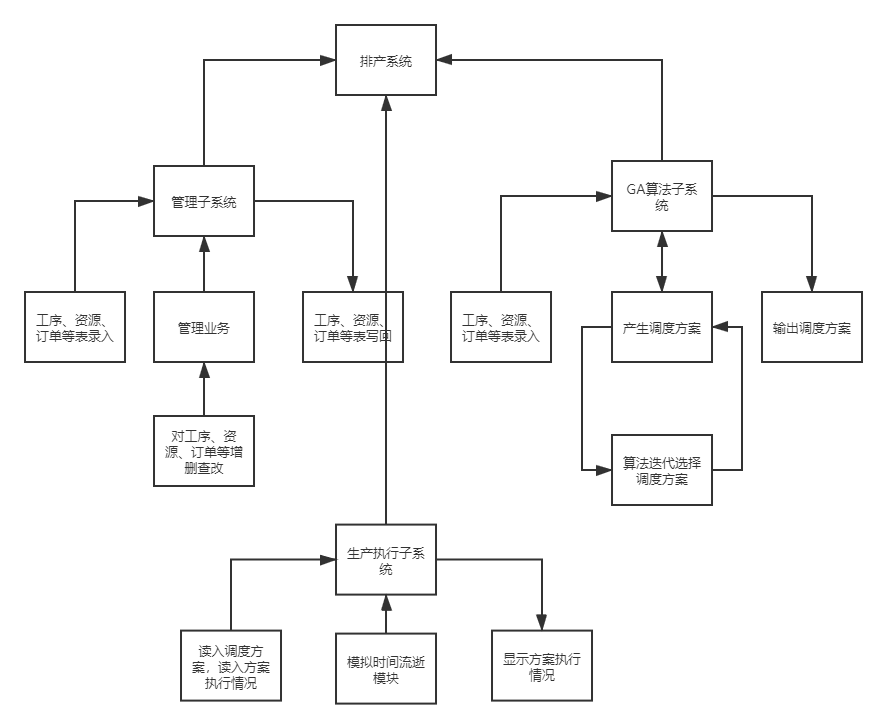 排产系统
管理子系统
GA算法子系
统
工序、资源、
订单等表录入
管理业务
工序、资源、
订单等表写回
工序、资源、
订单等表录入
产生调度方案
输出调度方案
对工序、资
源、订单等增
删查改
算法迭代选择
调度方案
生产执行子系
统
读入调度方
案，读入方案
执行情况
模拟时间流逝
模块
显示方案执行
情况